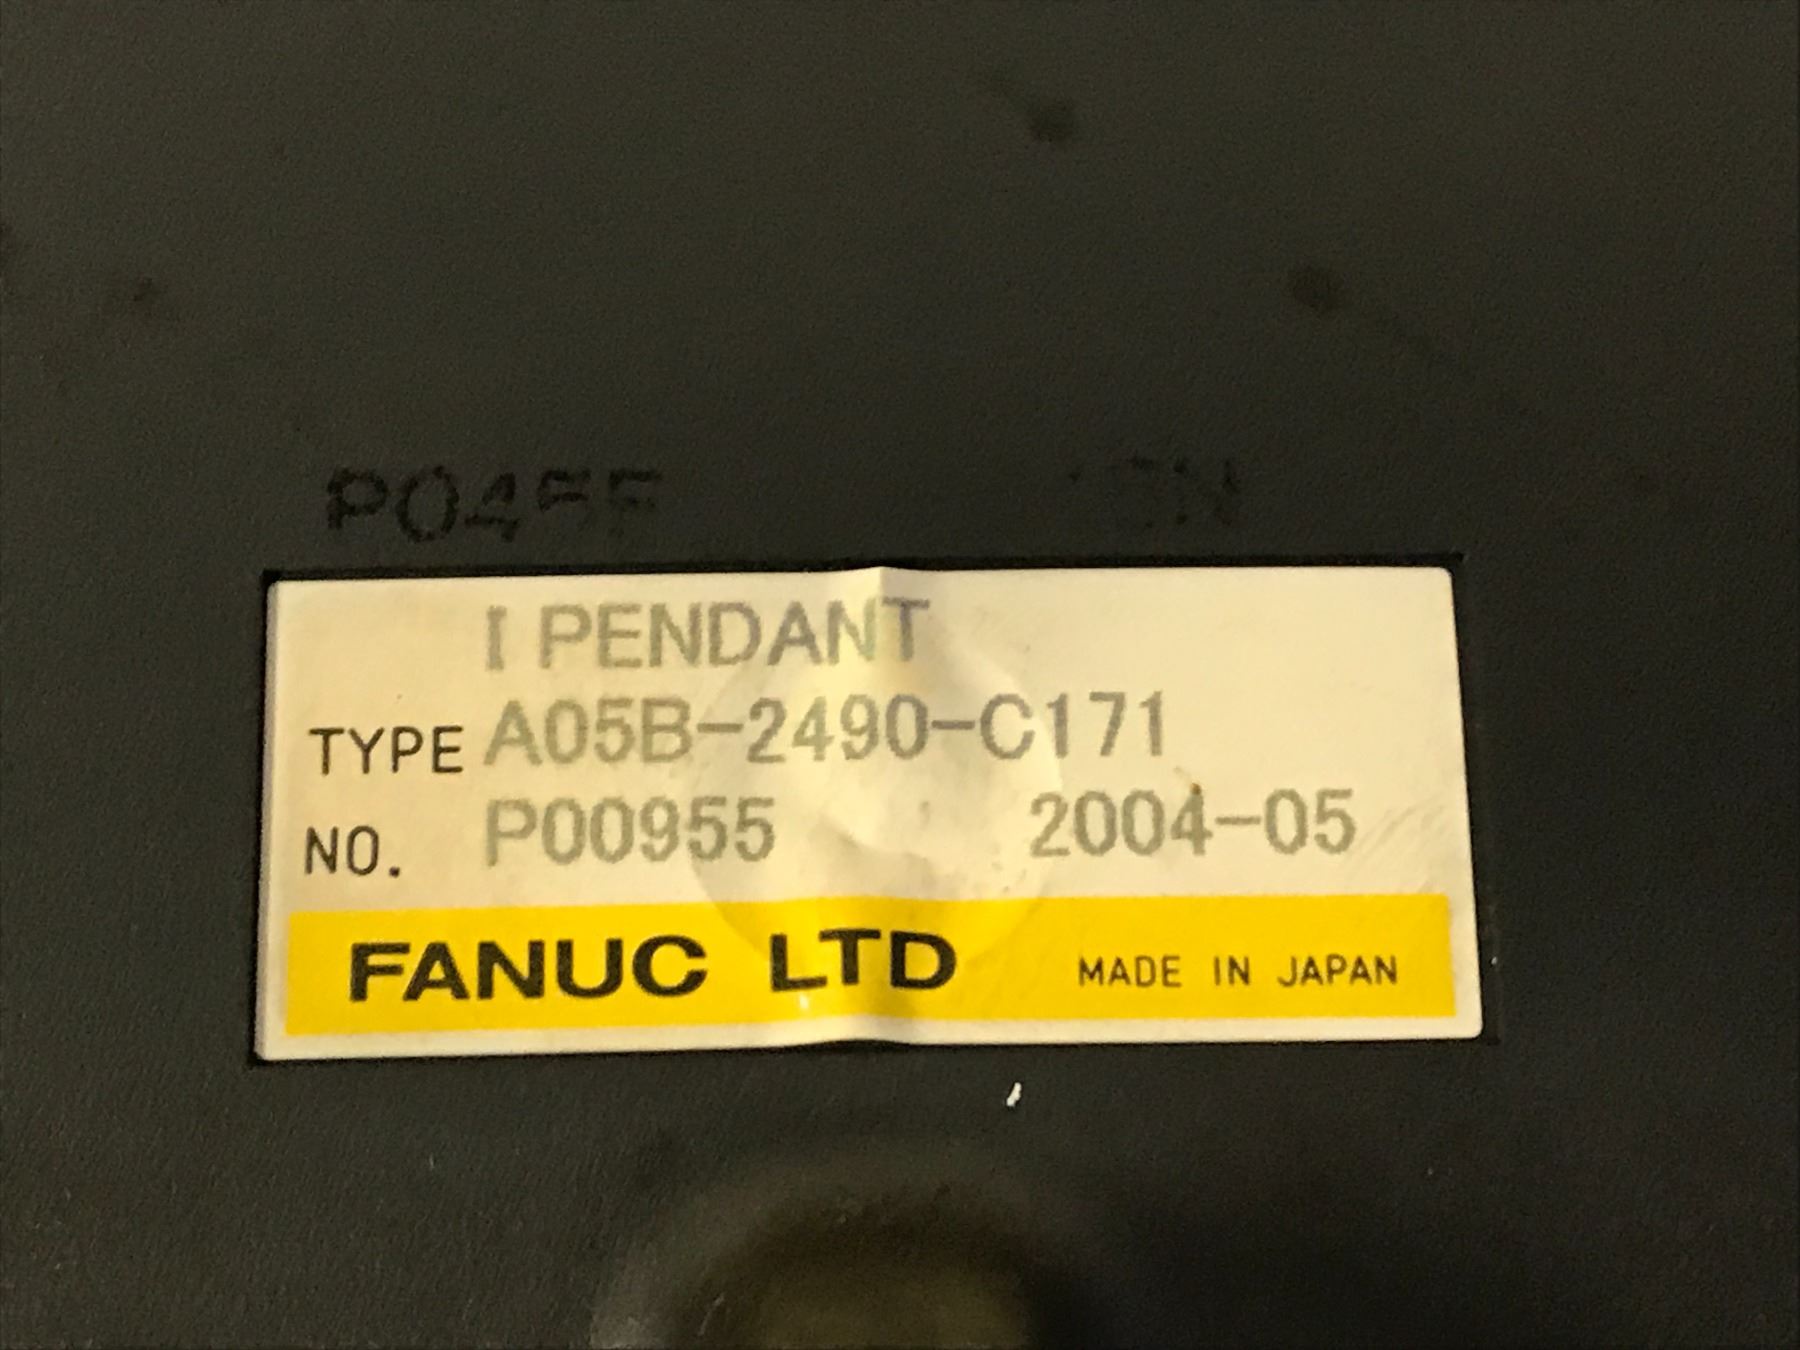 I PENDANT
TYPE A05B-2490-C171
NO. P00955 2004-05
FANUC LTD MADE IN JAPAN